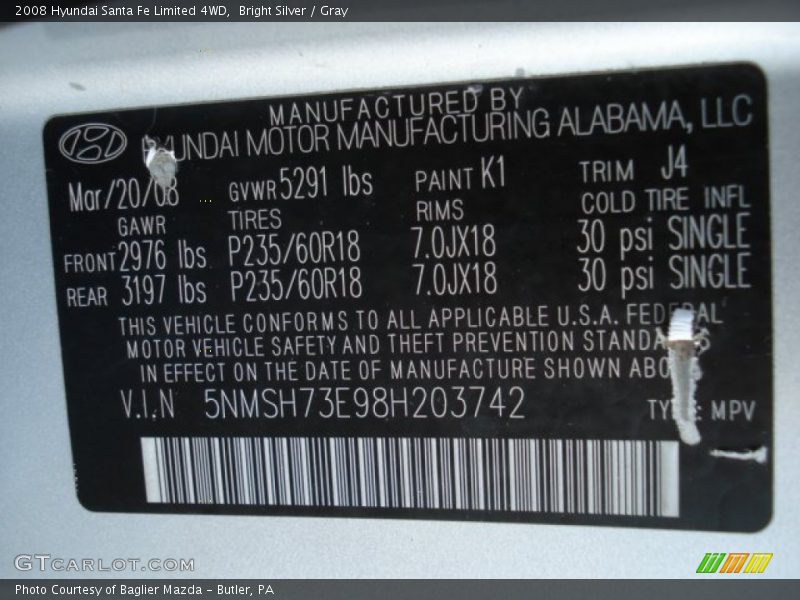 2008 Hyundai Santa Fe Limited 4WD, Bright Silver / Gray
MANUFACTURED BY
HYUNDAI MOTOR MANUFACTURING ALABAMA, LLC
Mar/20/08 GVWR 5291 lbs PAINT K1 TRIM J4
GAWR TIRES RIMS COLD TIRE INFL
FRONT 2976 lbs P235/60R18 7.0JX18 30 psi SINGLE
REAR 3197 lbs P235/60R18 7.0JX18 30 psi SINGLE
THIS VEHICLE CONFORMS TO ALL APPLICABLE U.S.A. FEDERAL
MOTOR VEHICLE SAFETY AND THEFT PREVENTION STANDARDS
IN EFFECT ON THE DATE OF MANUFACTURE SHOWN ABOVE
V.I.N 5NMSH73E98H203742 TYPE: MPV
GTCARLOT.COM
Photo Courtesy of Baglier Mazda - Butler, PA